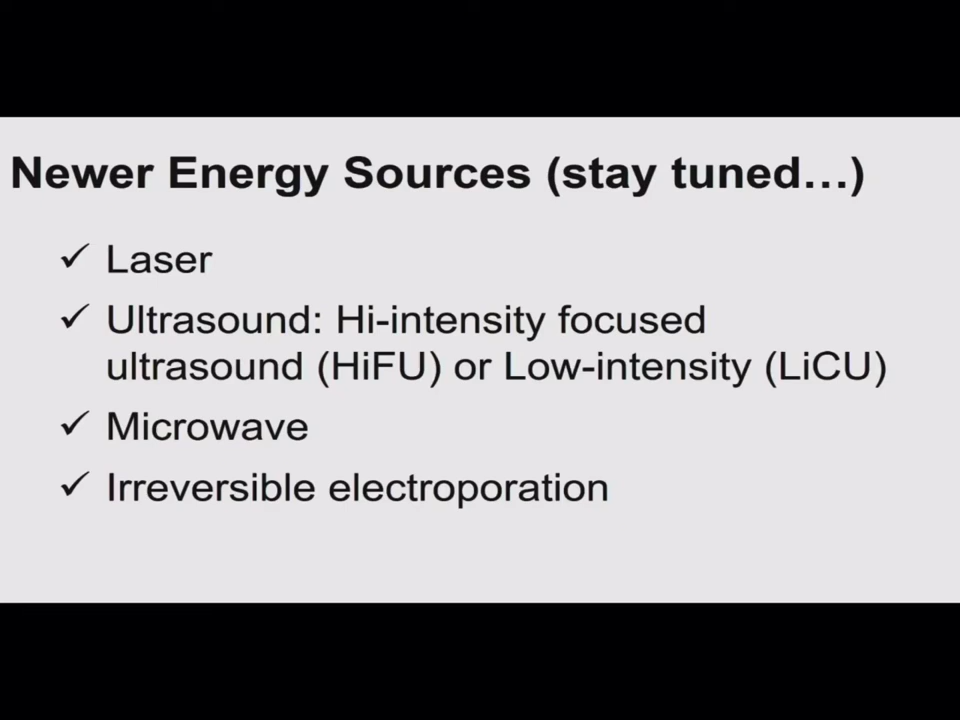 Newer Energy Sources (stay tuned…)
✓ Laser
✓ Ultrasound: Hi-intensity focused
ultrasound (HiFU) or Low-intensity (LiCU)
✓ Microwave
✓ Irreversible electroporation